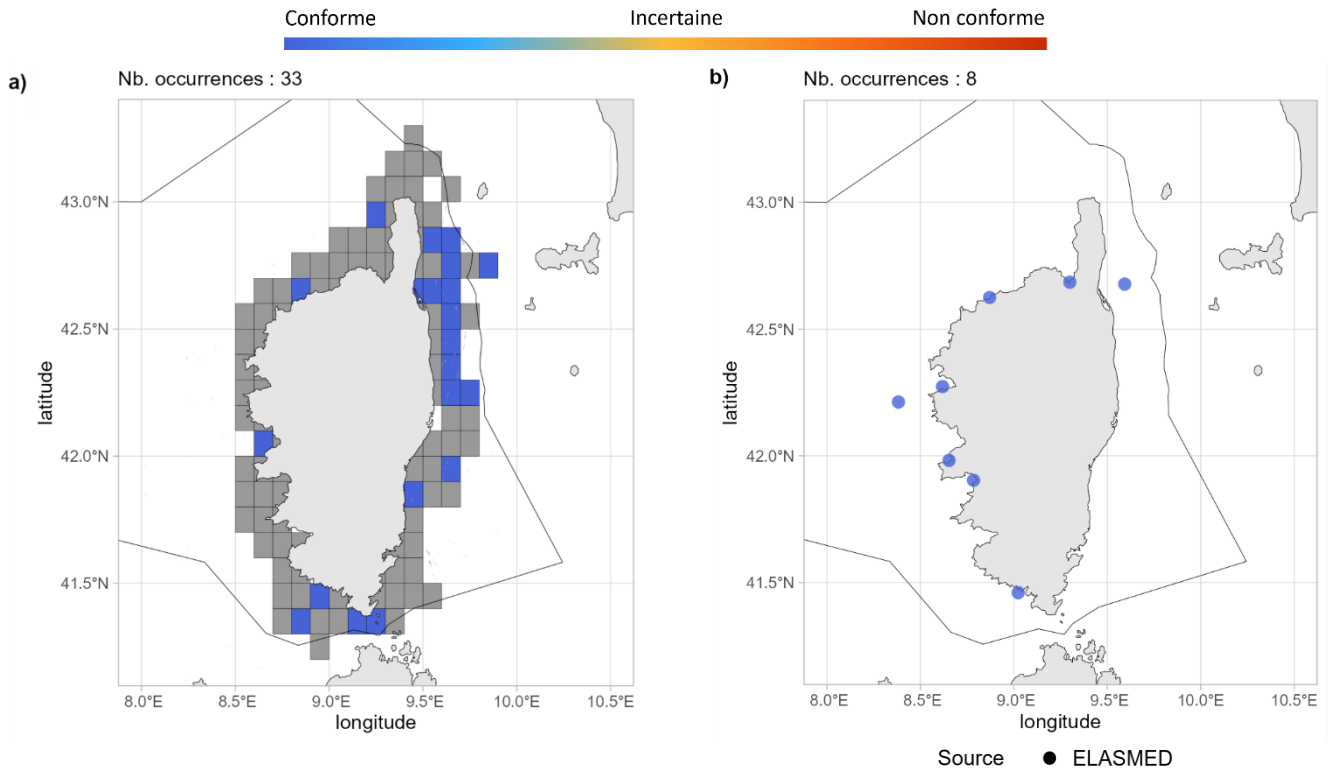 Conforme Incertaine Non conforme
a) Nb. occurrences : 33
43.0°N
42.5°N
42.0°N
41.5°N
latitude
8.0°E 8.5°E 9.0°E 9.5°E 10.0°E 10.5°E
longitude
b) Nb. occurrences : 8
43.0°N
42.5°N
42.0°N
41.5°N
latitude
8.0°E 8.5°E 9.0°E 9.5°E 10.0°E 10.5°E
longitude
Source ELASMED